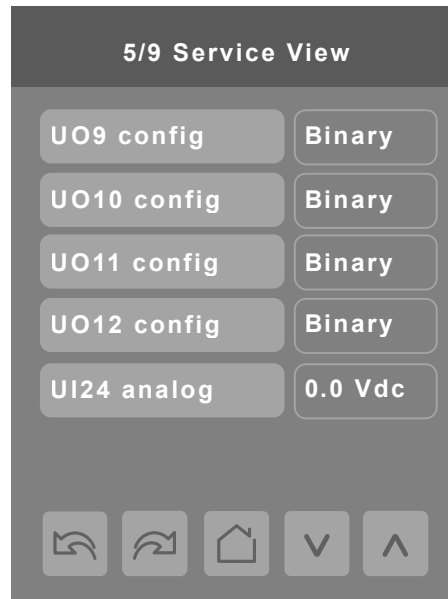 5/9 Service View
UO9 config Binary
UO10 config Binary
UO11 config Binary
UO12 config Binary
UI24 analog 0.0 Vdc